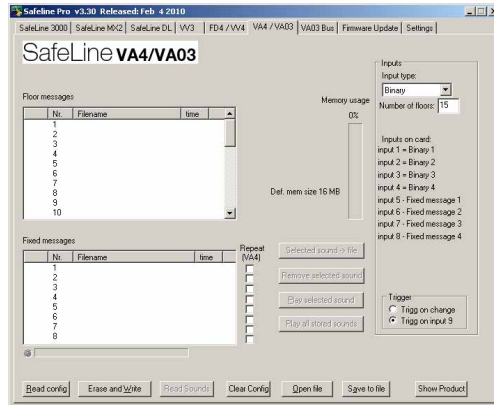 Safeline Pro v3.30 Released: Feb 4 2010
SafeLine 3000 SafeLine MX2 SafeLine DL VV3 FD4 / VV4 VA4 / VA03 VA03 Bus Firmware Update Settings
SafeLine VA4/VA03
Floor messages
Nr. Filename time
1
2
3
4
5
6
7
8
9
10
Memory usage
0%
Def. mem size 16 MB
Inputs
Input type:
Binary
Number of floors: 15
Inputs on card:
input 1 = Binary 1
input 2 = Binary 2
input 3 = Binary 3
input 4 = Binary 4
input 5 - Fixed message 1
input 6 - Fixed message 2
input 7 - Fixed message 3
input 8 - Fixed message 4
Fixed messages
Nr. Filename time
1
2
3
4
5
6
7
8
Repeat
(VA4)
Selected sound -> file
Remove selected sound
Play selected sound
Play all stored sounds
Trigger
Trigg on change
Trigg on input 9
Read config Erase and Write Read Sounds Clear Config Open file Save to file Show Product